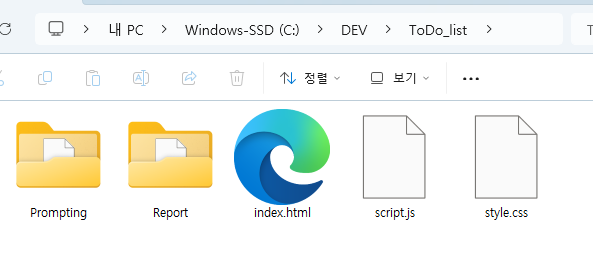 내 PC > Windows-SSD (C:) > DEV > ToDo_list >
정렬 보기
Prompting Report index.html script.js style.css